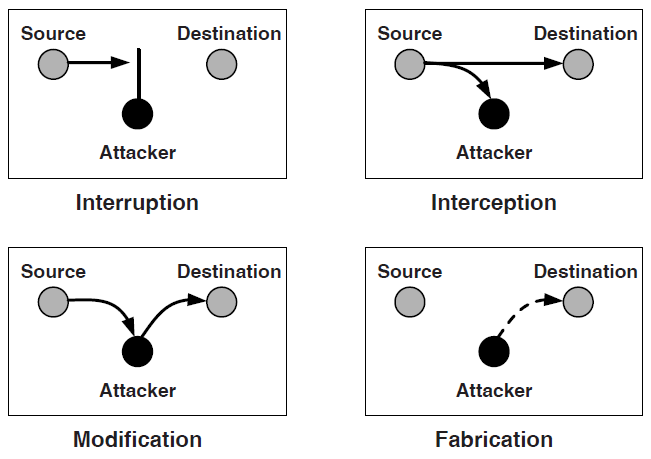 Source Destination
Attacker
Interruption
Source Destination
Attacker
Interception
Source Destination
Attacker
Modification
Source Destination
Attacker
Fabrication